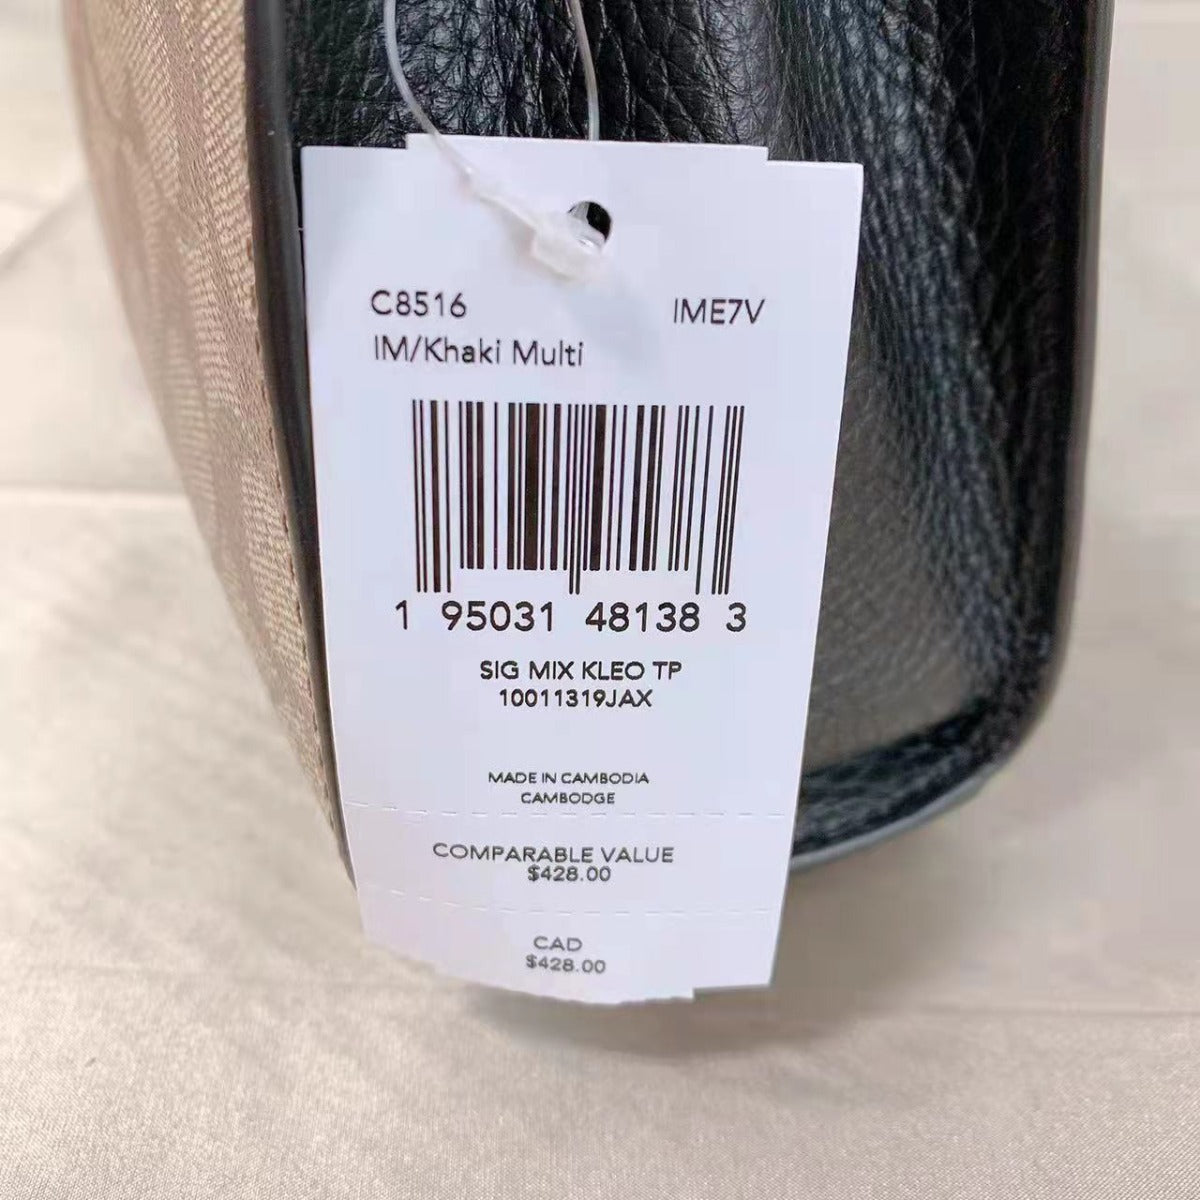 C8516 IME7V
IM/Khaki Multi
1 95031 48138 3
SIG MIX KLEO TP
10011319JAX
MADE IN CAMBODIA
CAMBODGE
COMPARABLE VALUE
$428.00
CAD
$428.00